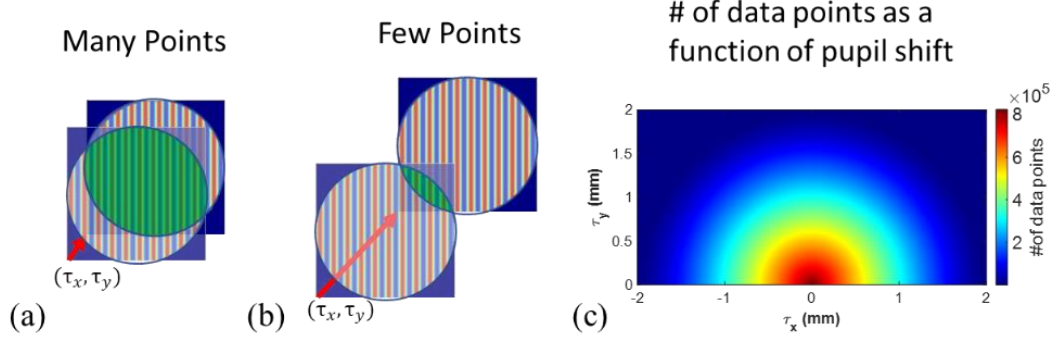 Many Points
(τx, τy)
(a)
Few Points
(τx, τy)
(b)
# of data points as a
function of pupil shift
×10⁵
2
1.5
1
0.5
0
τy (mm)
-2
-1
0
1
2
τx (mm)
8
6
4
2
#of data points
(c)